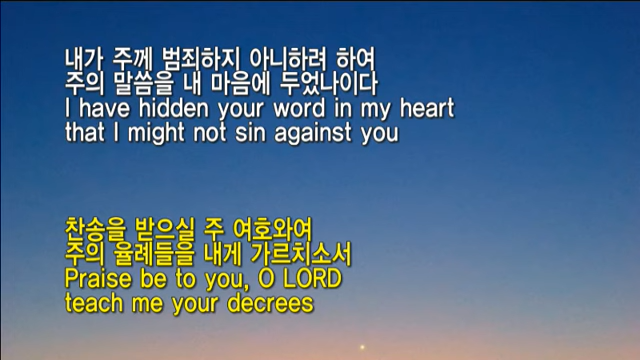 내가 주께 범죄하지 아니하려 하여
주의 말씀을 내 마음에 두었나이다
I have hidden your word in my heart
that I might not sin against you
찬송을 받으실 주 여호와여
주의 율례들을 내게 가르치소서
Praise be to you, O LORD
teach me your decrees